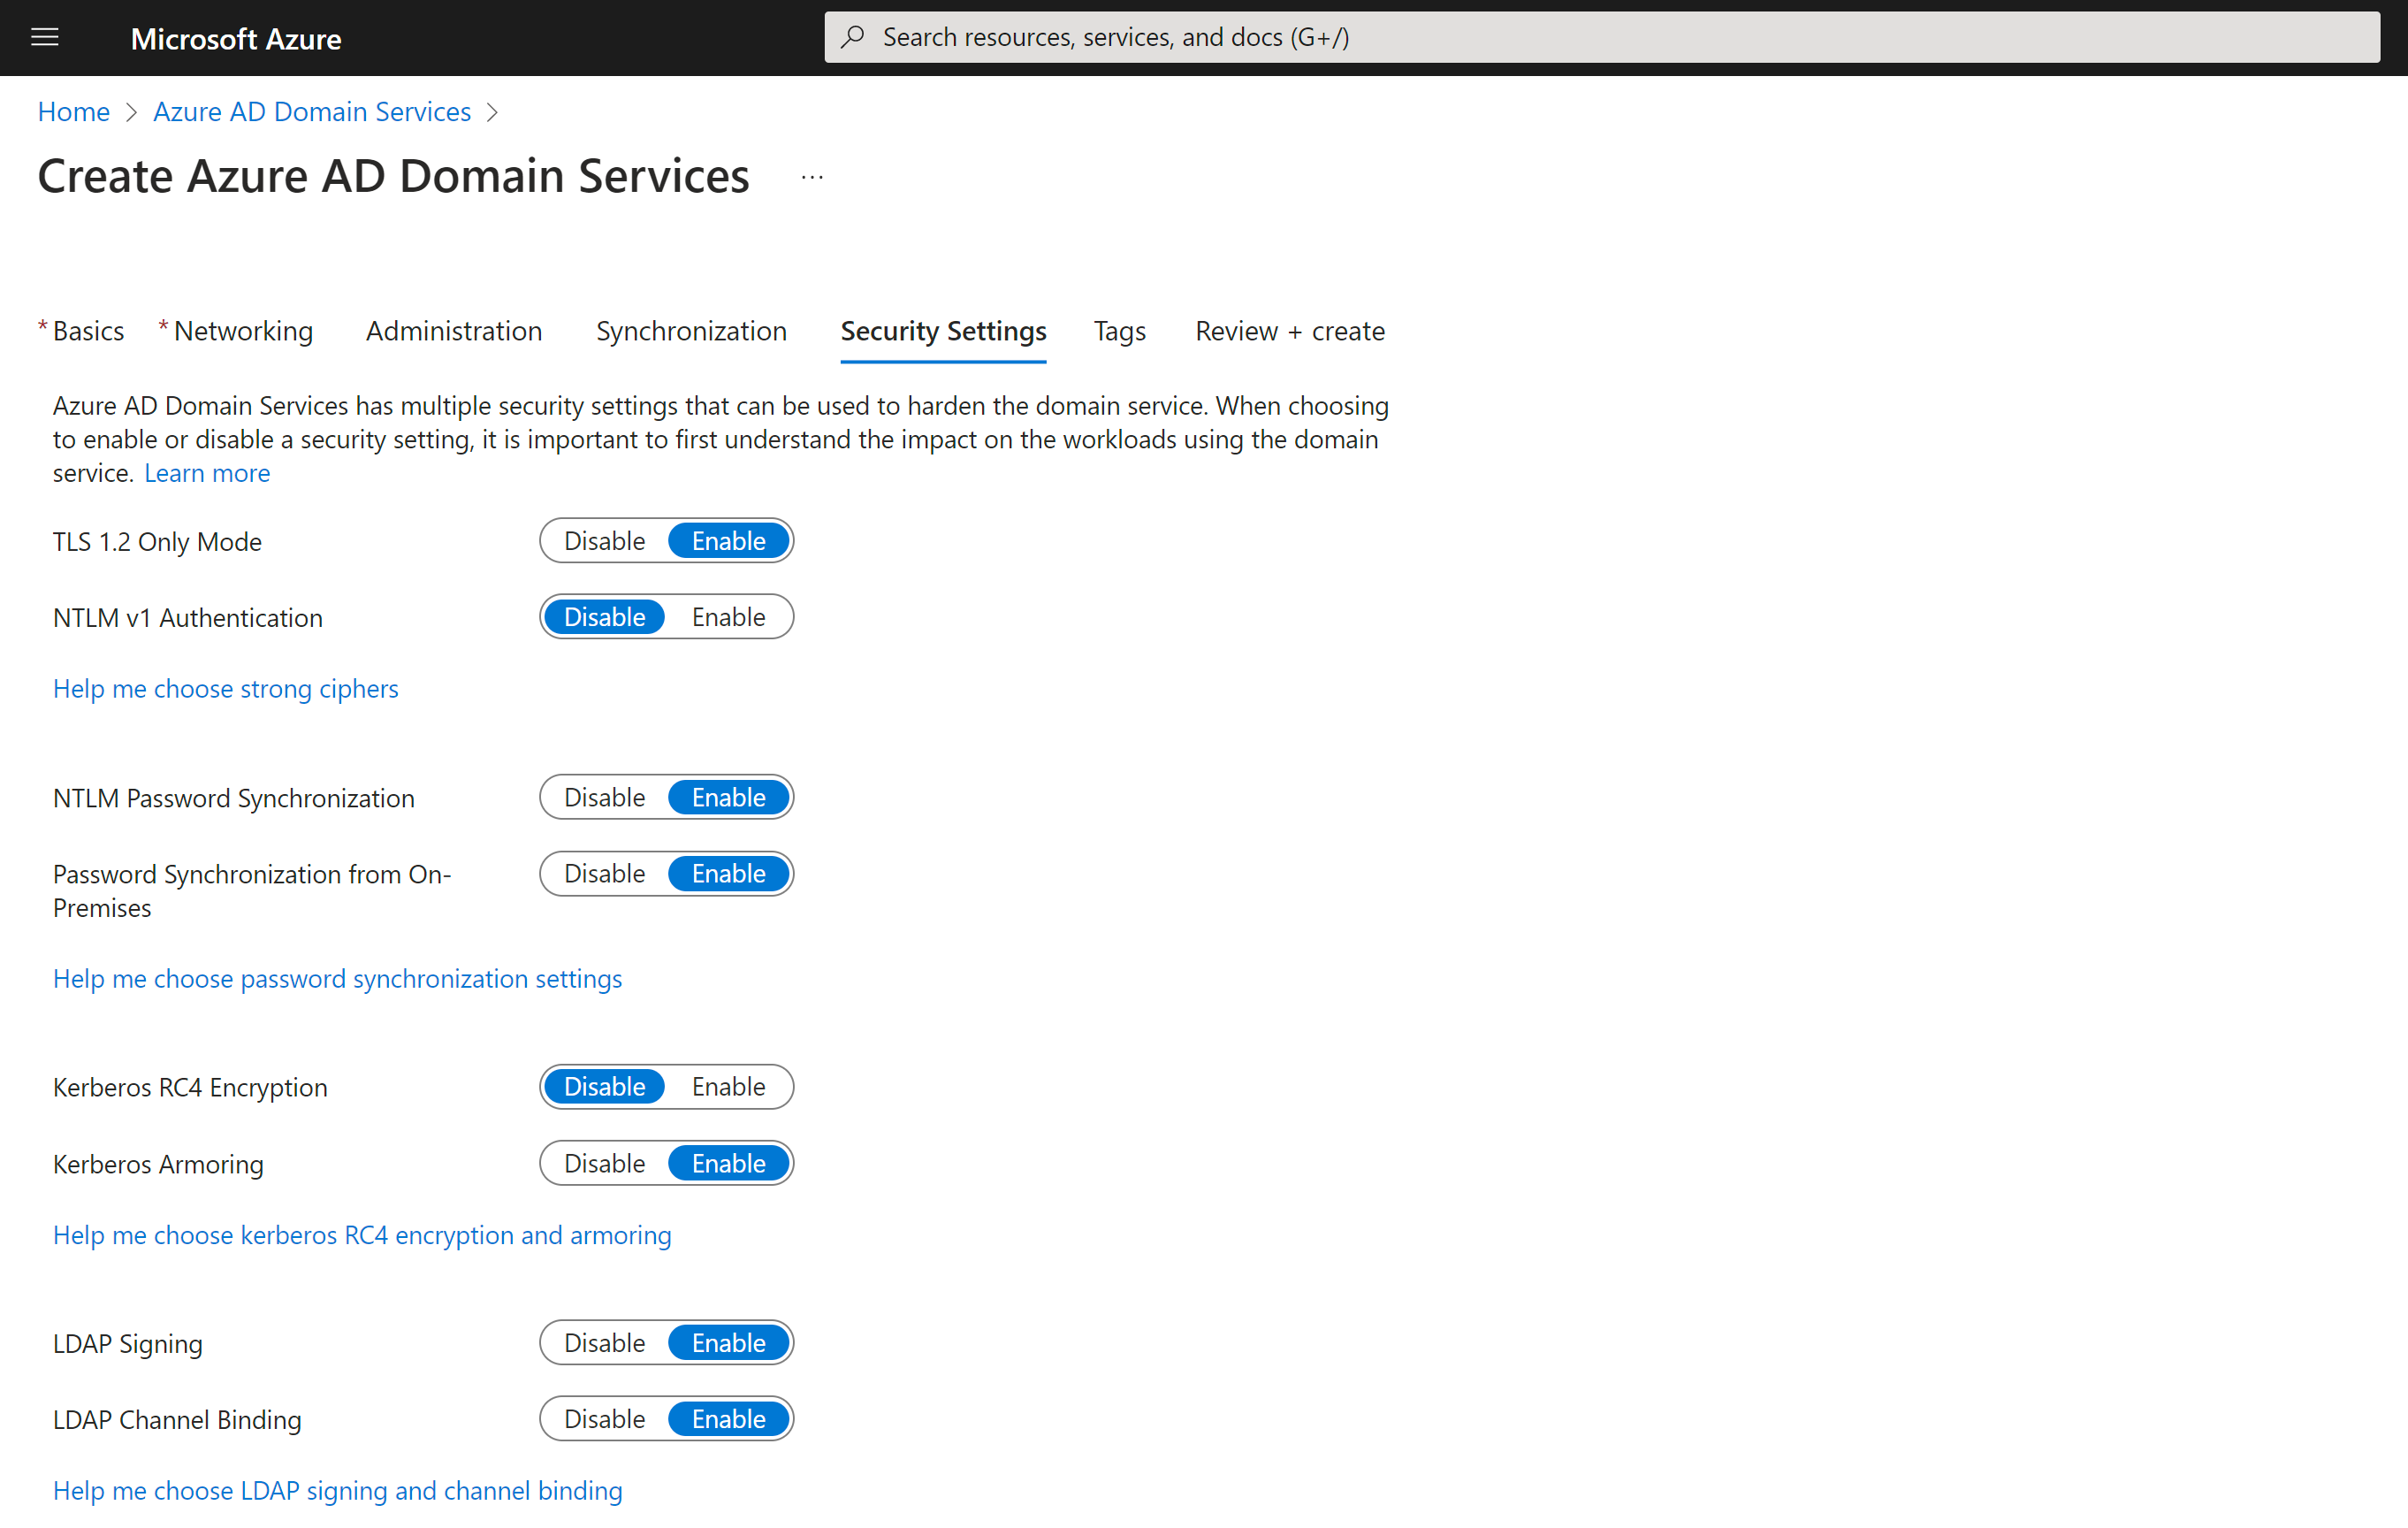 Microsoft Azure
Search resources, services, and docs (G+/)
Home > Azure AD Domain Services >
Create Azure AD Domain Services ...
* Basics * Networking Administration Synchronization Security Settings Tags Review + create
Azure AD Domain Services has multiple security settings that can be used to harden the domain service. When choosing
to enable or disable a security setting, it is important to first understand the impact on the workloads using the domain
service. Learn more
TLS 1.2 Only Mode Disable Enable
NTLM v1 Authentication Disable Enable
Help me choose strong ciphers
NTLM Password Synchronization Disable Enable
Password Synchronization from On- Disable Enable
Premises
Help me choose password synchronization settings
Kerberos RC4 Encryption Disable Enable
Kerberos Armoring Disable Enable
Help me choose kerberos RC4 encryption and armoring
LDAP Signing Disable Enable
LDAP Channel Binding Disable Enable
Help me choose LDAP signing and channel binding